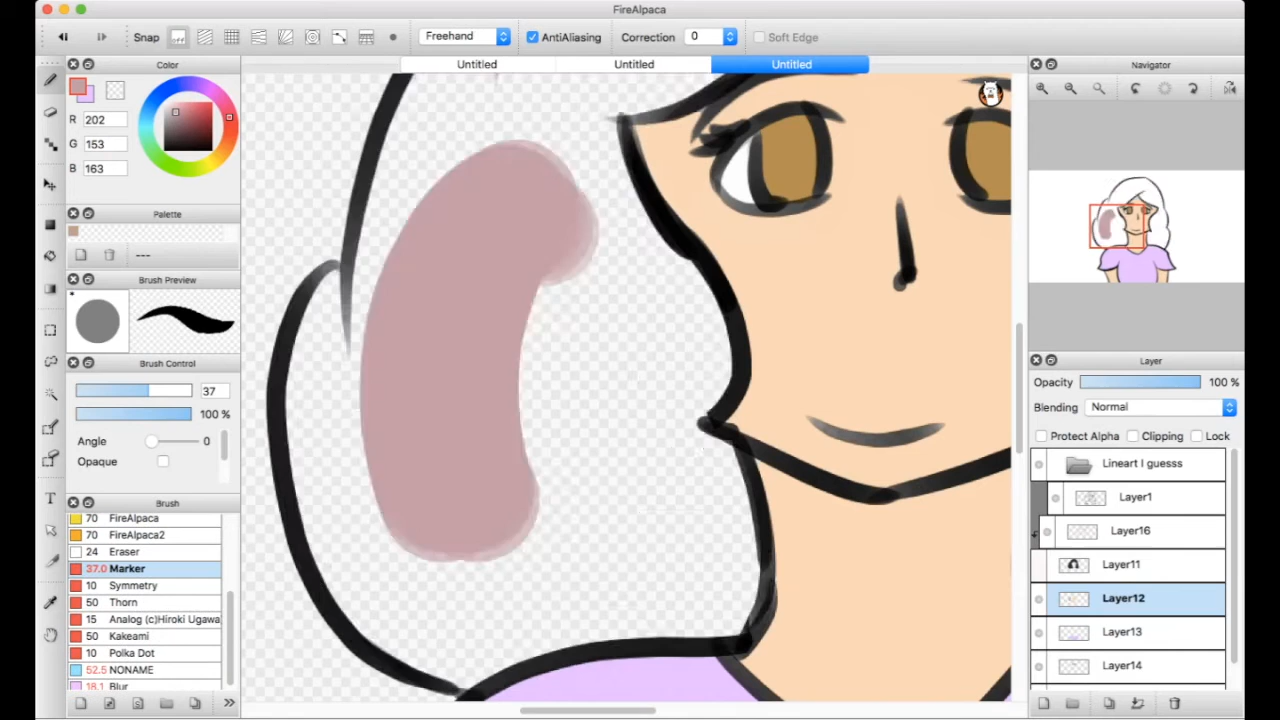 FireAlpaca
Snap
Freehand
AntiAliasing
Correction
0
Soft Edge
Color
Untitled
Untitled
Untitled
Navigator
R 202
G 153
B 163
Palette
---
Brush Preview
Brush Control
37
100 %
Angle 0
Opaque
Brush
70 FireAlpaca
70 FireAlpaca2
24 Eraser
37.0 Marker
10 Symmetry
50 Thorn
15 Analog (c)Hiroki Ugawa
50 Kakeami
10 Polka Dot
52.5 NONAME
18.1 Blur
Layer
Opacity 100 %
Blending Normal
Protect Alpha Clipping Lock
Lineart I guesss
Layer1
Layer16
Layer11
Layer12
Layer13
Layer14